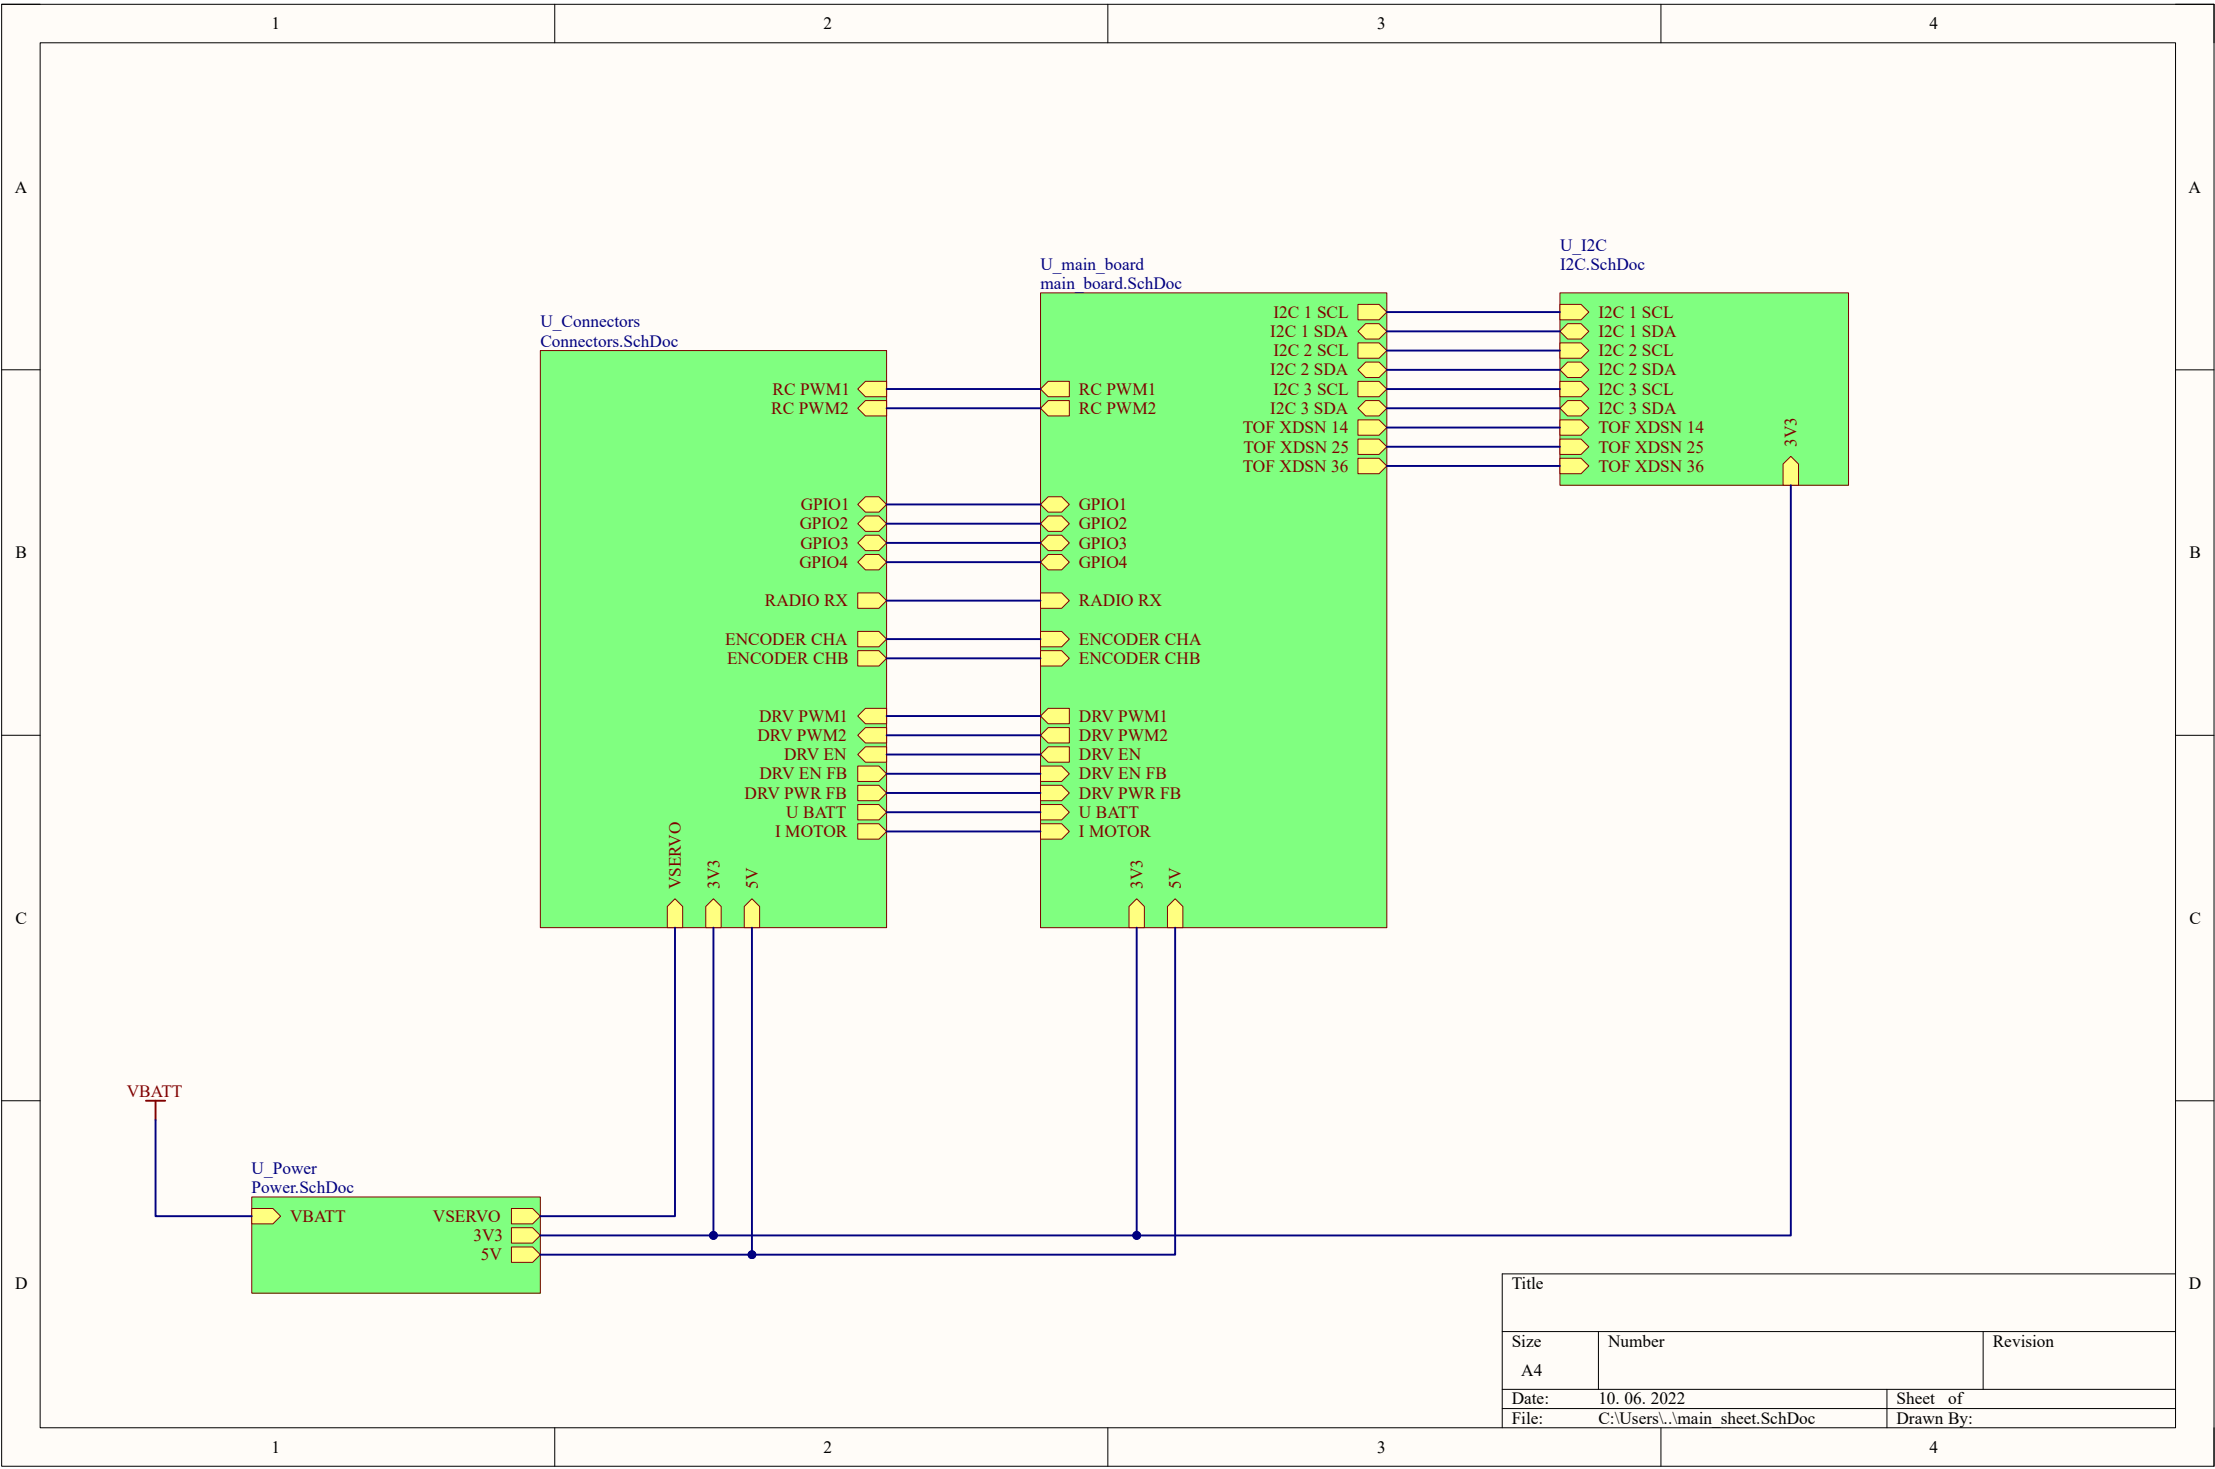 1 2 3 4
A A
U_I2C
I2C.SchDoc
U_main_board
main_board.SchDoc
U_Connectors
Connectors.SchDoc
I2C 1 SCL I2C 1 SCL
I2C 1 SDA I2C 1 SDA
I2C 2 SCL I2C 2 SCL
I2C 2 SDA I2C 2 SDA
RC PWM1 RC PWM1 I2C 3 SCL I2C 3 SCL
RC PWM2 RC PWM2 I2C 3 SDA I2C 3 SDA
TOF XDSN 14 TOF XDSN 14
TOF XDSN 25 TOF XDSN 25
TOF XDSN 36 TOF XDSN 36
3V3
GPIO1 GPIO1
GPIO2 GPIO2
GPIO3 GPIO3
B B
GPIO4 GPIO4
RADIO RX RADIO RX
ENCODER CHA ENCODER CHA
ENCODER CHB ENCODER CHB
DRV PWM1 DRV PWM1
DRV PWM2 DRV PWM2
DRV EN DRV EN
DRV EN FB DRV EN FB
DRV PWR FB DRV PWR FB
U BATT U BATT
I MOTOR I MOTOR
VSERVO 3V3 5V 3V3 5V
C C
VBATT
U_Power
Power.SchDoc
VBATT VSERVO
3V3
5V
D D
Title
Size Number Revision
A4
Date: 10. 06. 2022 Sheet of
File: C:\Users\..\main_sheet.SchDoc Drawn By:
1 2 3 4